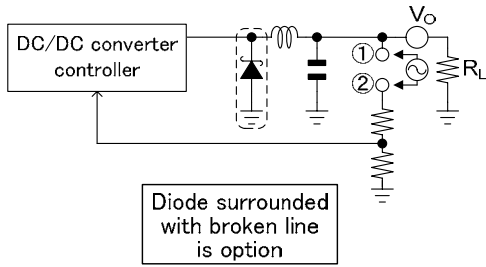 DC/DC converter
controller
Vo
①
②
RL
Diode surrounded
with broken line
is option